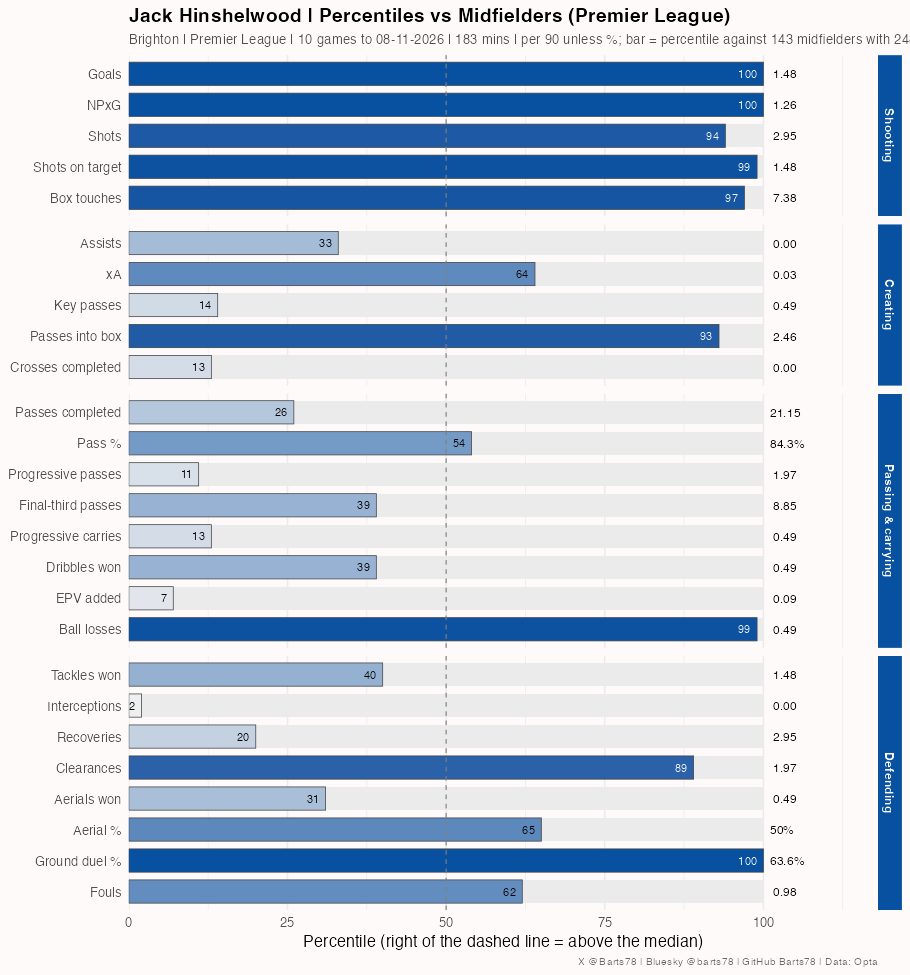 Jack Hinshelwood | Percentiles vs Midfielders (Premier League)
Brighton | Premier League | 10 games to 08-11-2026 | 183 mins | per 90 unless %; bar = percentile against 143 midfielders with 24
Goals 100 1.48
NPxG 100 1.26
Shots 94 2.95
Shots on target 99 1.48
Box touches 97 7.38
Shooting
Assists 33 0.00
xA 64 0.03
Key passes 14 0.49
Passes into box 93 2.46
Crosses completed 13 0.00
Creating
Passes completed 26 21.15
Pass % 54 84.3%
Progressive passes 11 1.97
Final-third passes 39 8.85
Progressive carries 13 0.49
Dribbles won 39 0.49
EPV added 7 0.09
Ball losses 99 0.49
Passing & carrying
Tackles won 40 1.48
Interceptions 2 0.00
Recoveries 20 2.95
Clearances 89 1.97
Aerials won 31 0.49
Aerial % 65 50%
Ground duel % 100 63.6%
Fouls 62 0.98
Defending
0 25 50 75 100
Percentile (right of the dashed line = above the median)
X @Barts78 | Bluesky @barts78 | GitHub Barts78 | Data: Opta